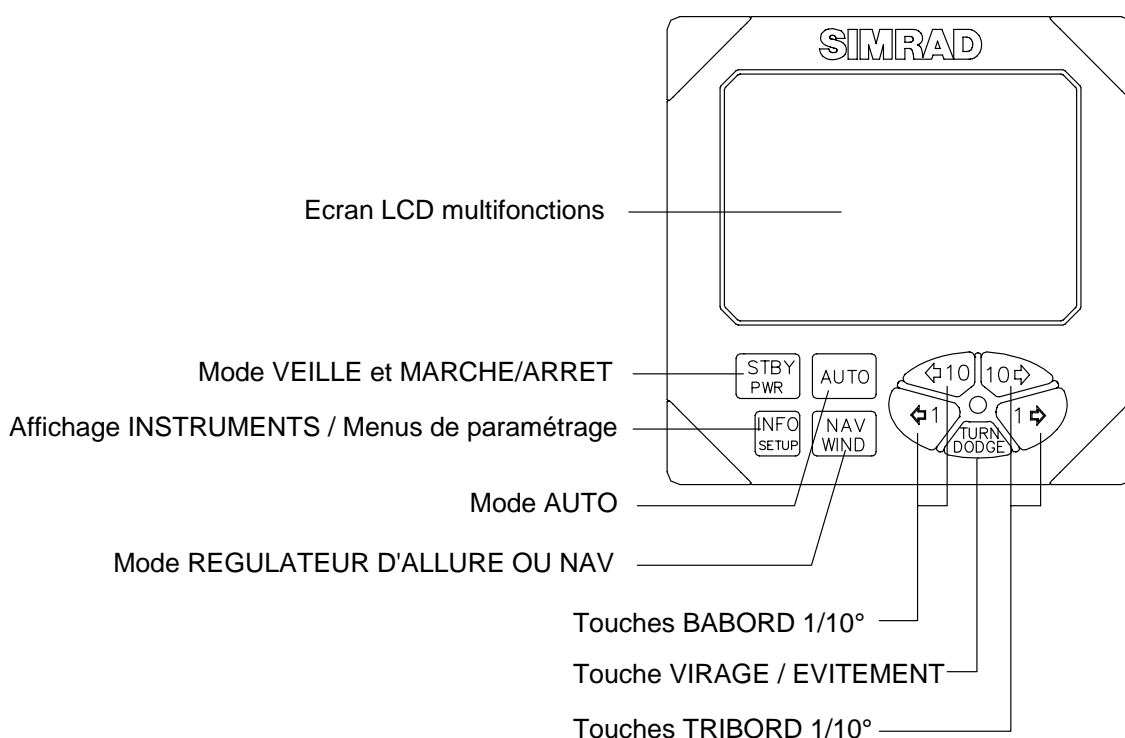 SIMRAD
Ecran LCD multifonctions
Mode VEILLE et MARCHE/ARRET
STBY
PWR
AUTO
⇦10
10⇨
⇦1
1⇨
Affichage INSTRUMENTS / Menus de paramétrage
INFO
SETUP
NAV
WIND
TURN
DODGE
Mode AUTO
Mode REGULATEUR D'ALLURE OU NAV
Touches BABORD 1/10°
Touche VIRAGE / EVITEMENT
Touches TRIBORD 1/10°